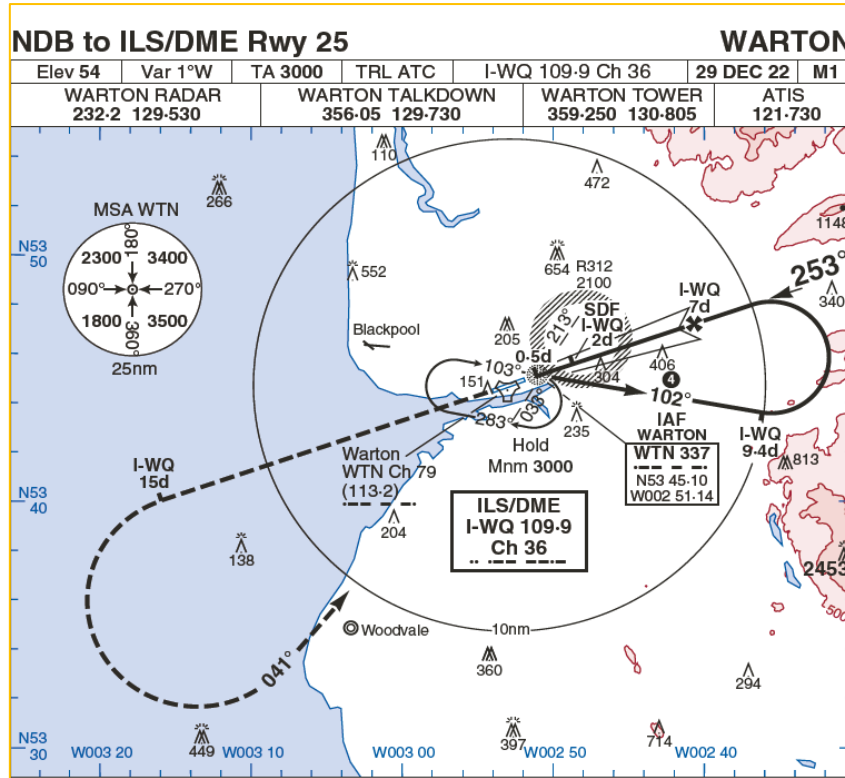 NDB to ILS/DME Rwy 25 WARTON
Elev 54 Var 1°W TA 3000 TRL ATC I-WQ 109·9 Ch 36 29 DEC 22 M1
WARTON RADAR WARTON TALKDOWN WARTON TOWER ATIS
232·2 129·530 356·05 129·730 359·250 130·805 121·730
110
472
266
MSA WTN
1148
N53
50
180°
2300 3400
090° 270°
1800 3500
360°
25nm
552
654
R312
2100
253°
I-WQ
7d
340
Blackpool
205
213°
SDF
I-WQ
2d
0·5d
103°
151
304
406
4
102°
283°
033°
235
IAF
WARTON
WTN 337
N53 45·10
W002 51·14
I-WQ
9·4d
Hold
Mnm 3000
Warton
WTN Ch 79
(113·2)
I-WQ
15d
813
N53
40
ILS/DME
I-WQ 109·9
Ch 36
204
138
2453
500
Woodvale
10nm
041°
360
294
N53
30
W003 20 W003 10 W003 00 W002 50 W002 40
449
397
714